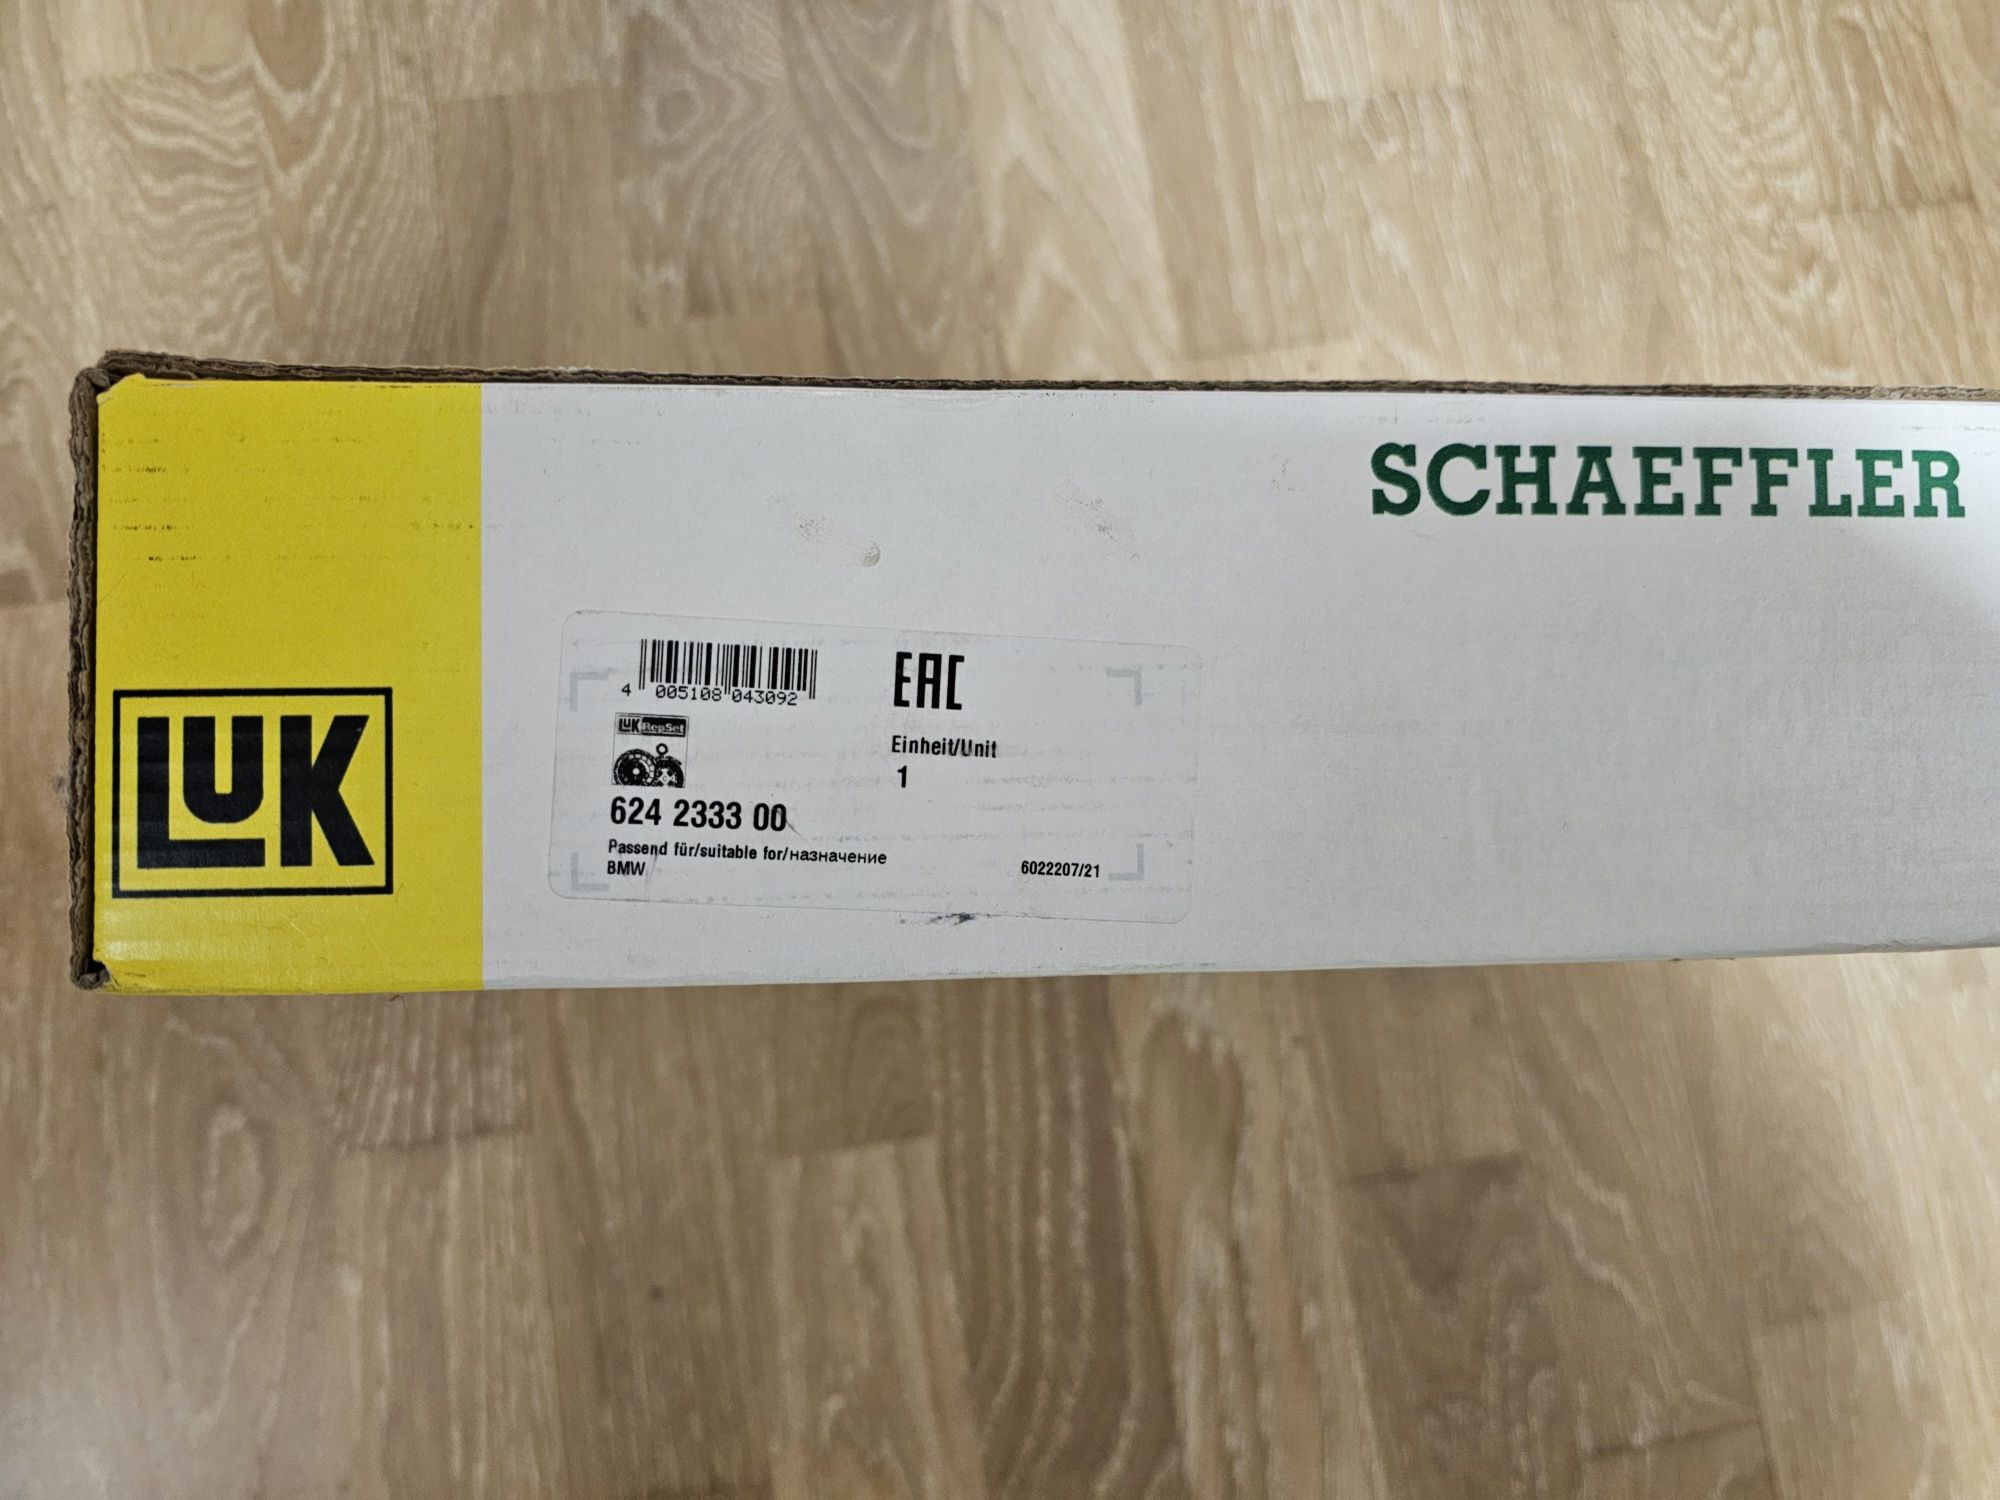 SCHAEFFLER
LUK
4 005108 043092
EAC
LUK RepSet
Einheit/Unit
1
624 2333 00
Passend für/suitable for/назначение
BMW
6022207/21